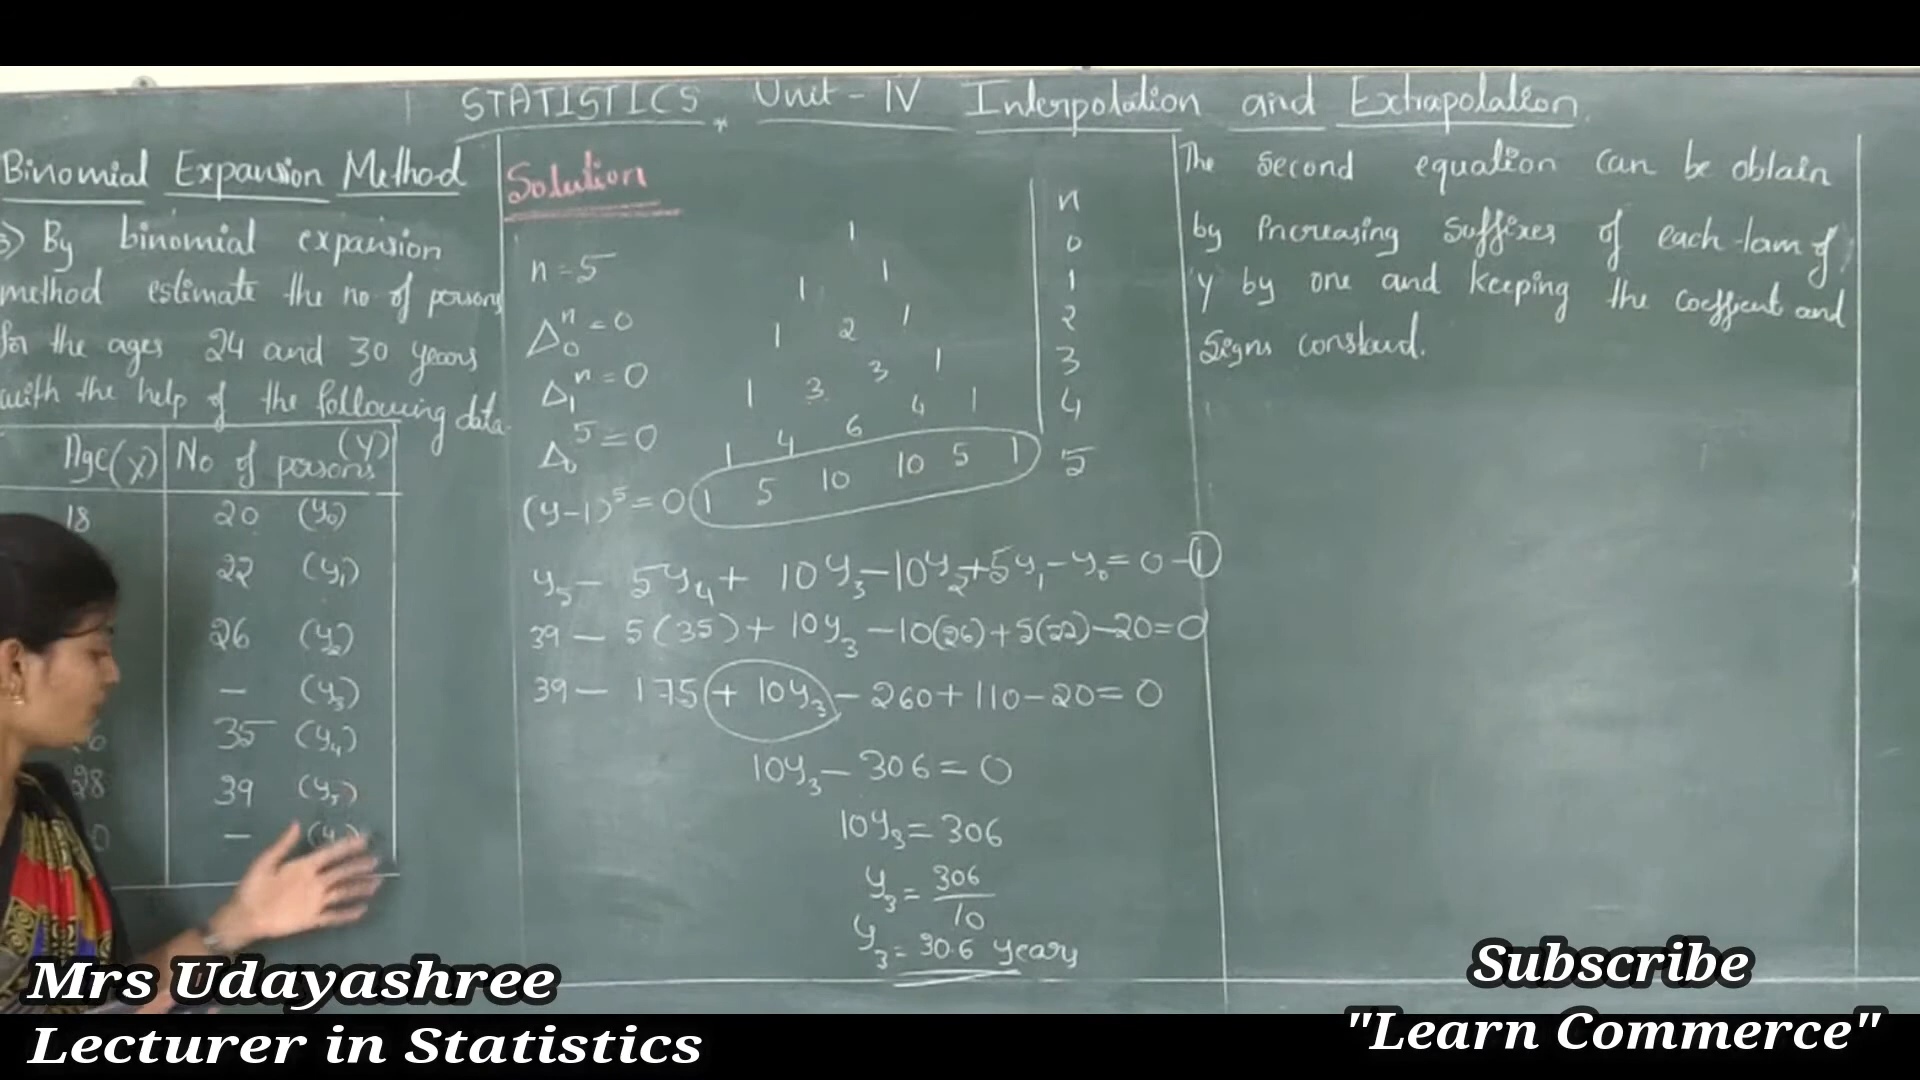 STATISTICS Unit - IV Interpolation and Extrapolation.
Binomial Expansion Method
3) By binomial expansion
method estimate the no of persons
for the ages 24 and 30 years
with the help of the following data.
Age(X) No of persons (Y)
18 20 (y₀)
22 (y₁)
26 (y₂)
— (y₃)
35 (y₄)
28 39 (y₅)
—
Solution
n
1 0
1 1 1
1 2 1 2
1 3 3 1 3
1 4 6 4 1 4
1 5 10 10 5 1 5
n = 5
Δⁿ₀ = 0
Δⁿ₁ = 0
Δ⁵₀ = 0
(y-1)⁵ = 0
y₅ - 5y₄ + 10y₃ - 10y₂ + 5y₁ - y₀ = 0 - ①
39 - 5(35) + 10y₃ - 10(26) + 5(22) - 20 = 0
39 - 175 + 10y₃ - 260 + 110 - 20 = 0
10y₃ - 306 = 0
10y₃ = 306
y₃ = 306/10
y₃ = 30.6 years
The second equation can be obtain
by increasing suffixes of each tam of
y by one and keeping the coefficent and
Signs constant.
Mrs Udayashree
Lecturer in Statistics
Subscribe
"Learn Commerce"